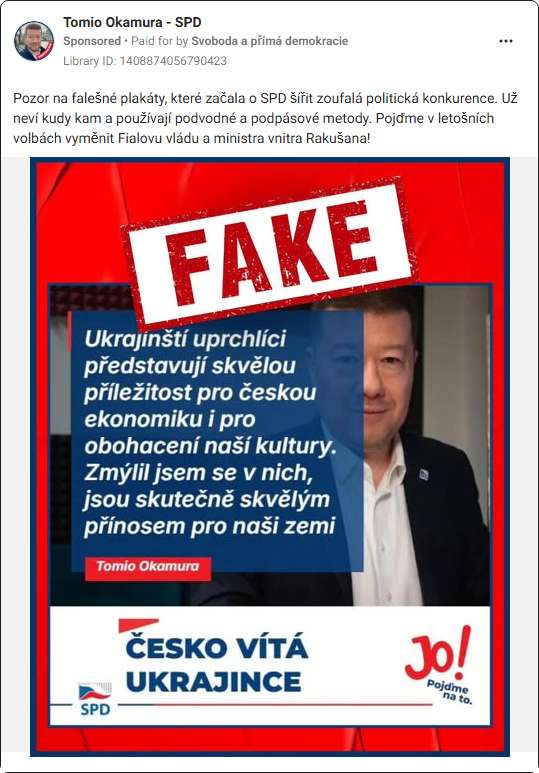 Tomio Okamura - SPD
Sponsored • Paid for by Svoboda a přímá demokracie
Library ID: 1408874056790423
Pozor na falešné plakáty, které začala o SPD šířit zoufalá politická konkurence. Už
neví kudy kam a používají podvodné a podpásové metody. Pojďme v letošních
volbách vyměnit Fialovu vládu a ministra vnitra Rakušana!
FAKE
Ukrajinští uprchlíci
představují skvělou
příležitost pro českou
ekonomiku i pro
obohacení naší kultury.
Zmýlil jsem se v nich,
jsou skutečně skvělým
přínosem pro naši zemi
Tomio Okamura
ČESKO VÍTÁ
UKRAJINCE
SPD
JO!
Pojďme
na to.